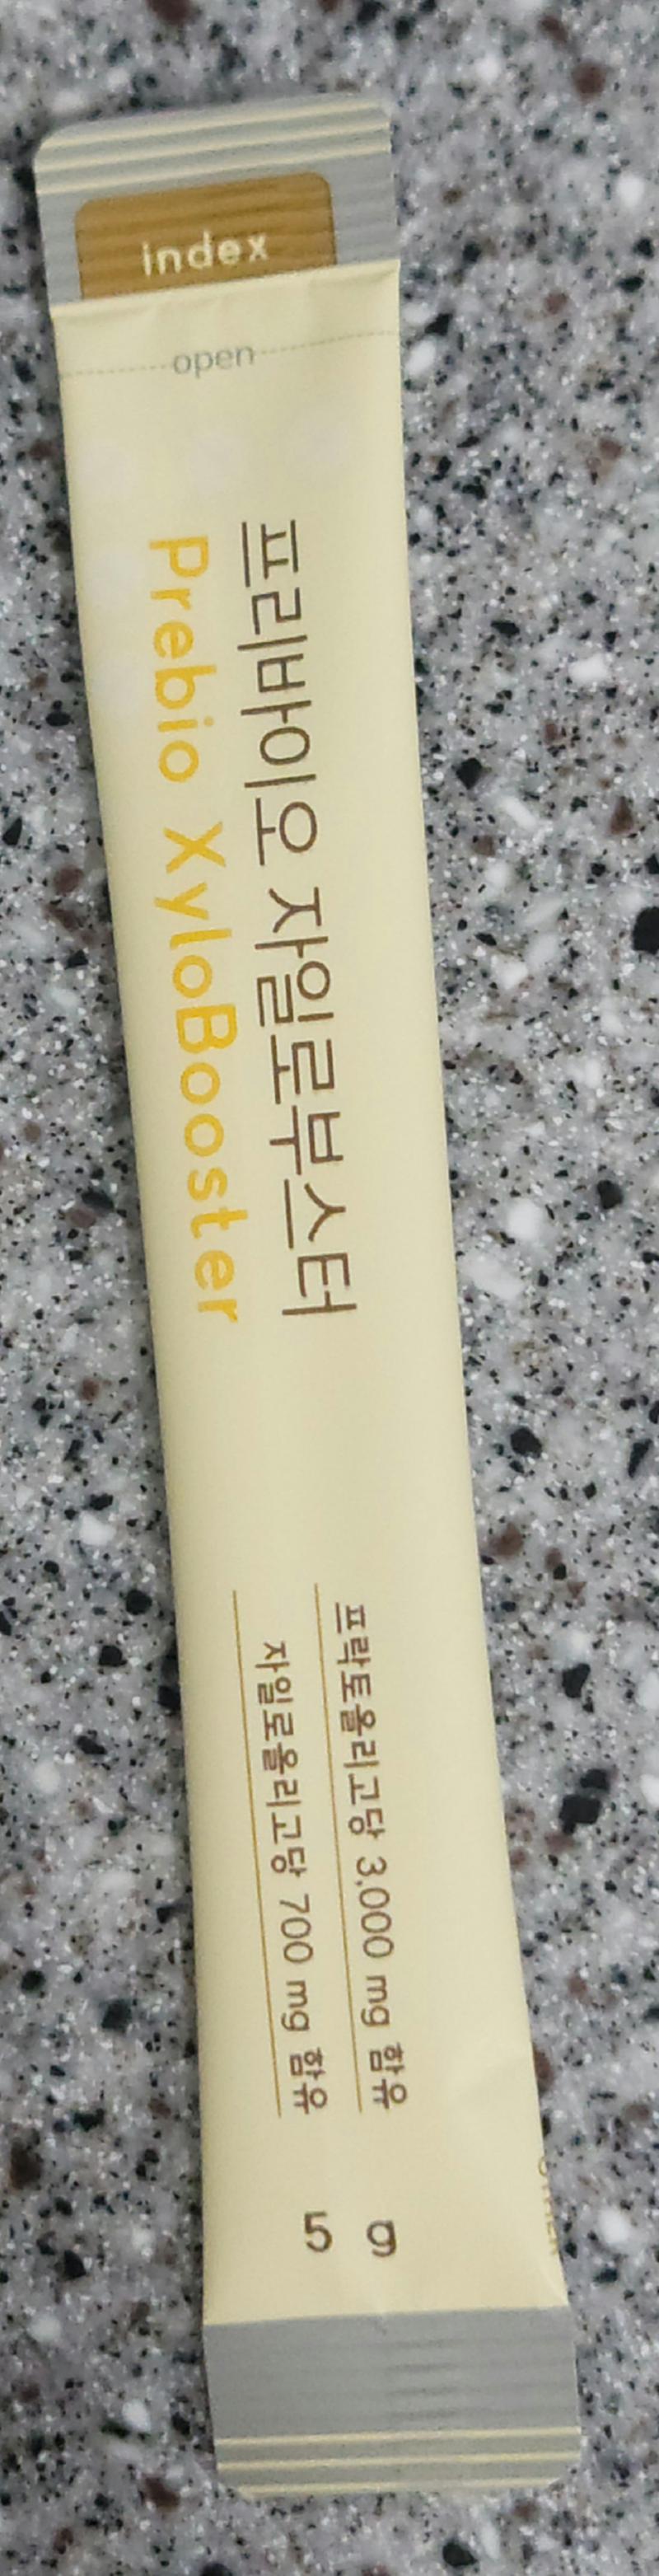 index
open
프리바이오 자일로부스터
Prebio XyloBooster
프락토올리고당 3,000 mg 함유
자일로올리고당 700 mg 함유
5 g